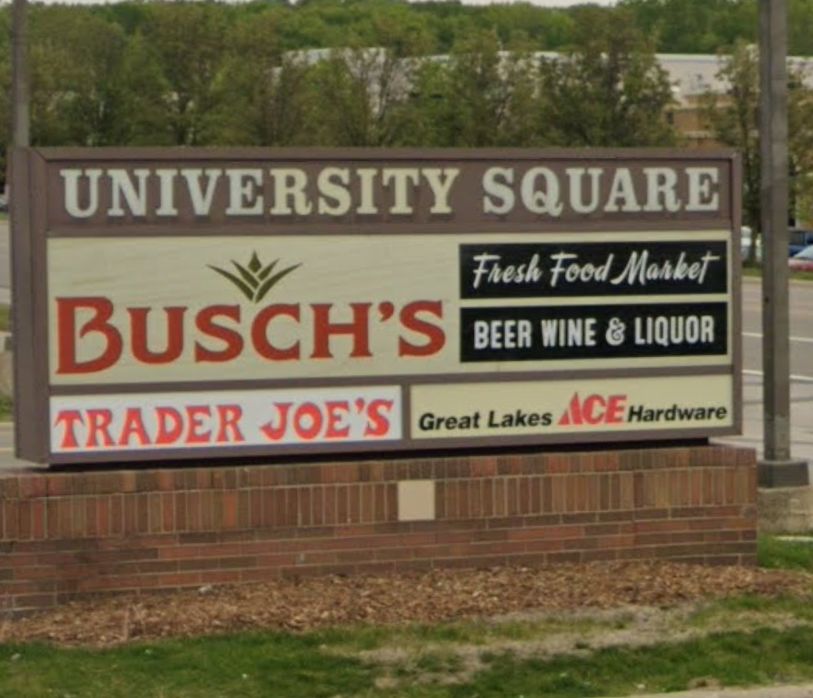 UNIVERSITY SQUARE
BUSCH'S
Fresh Food Market
BEER WINE & LIQUOR
TRADER JOE'S
Great Lakes ACE Hardware